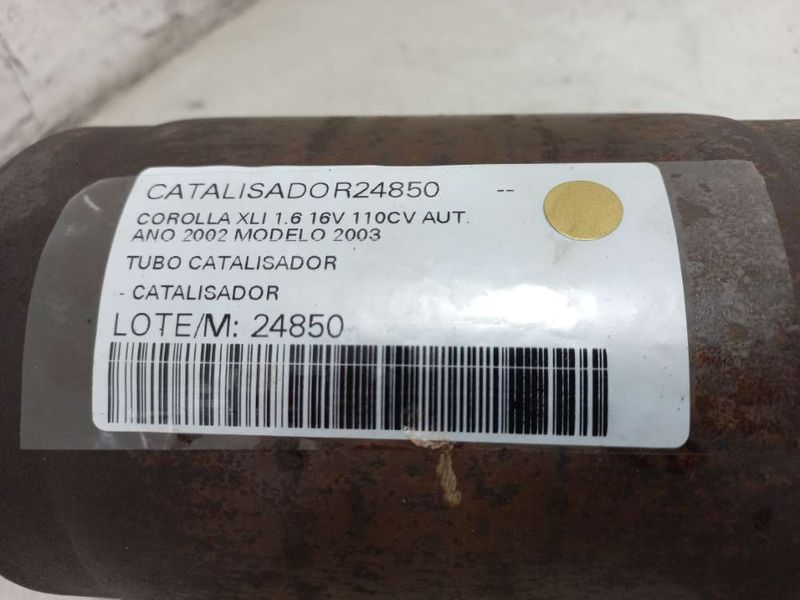 CATALISADOR24850 --
COROLLA XLI 1.6 16V 110CV AUT.
ANO 2002 MODELO 2003
TUBO CATALISADOR
- CATALISADOR
LOTE/M: 24850